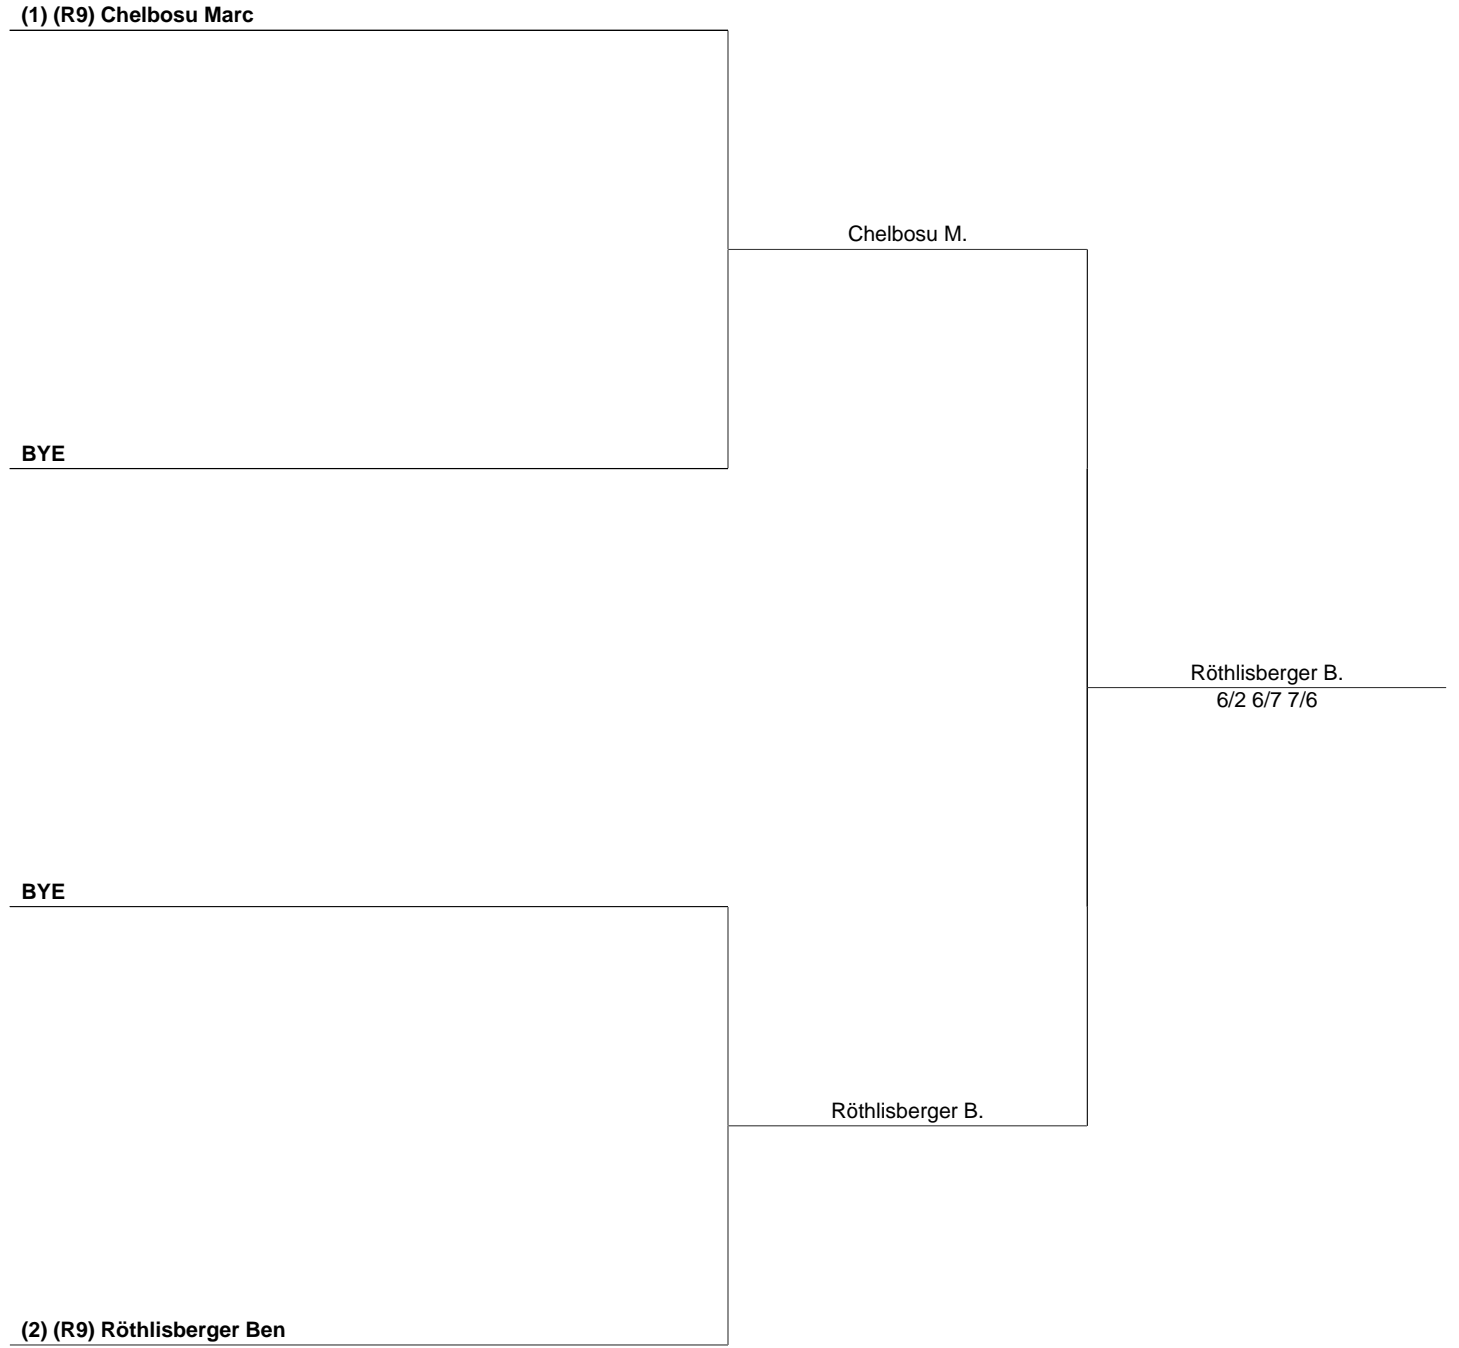 (1) (R9) Chelbosu Marc
Chelbosu M.
BYE
Röthlisberger B.
6/2 6/7 7/6
BYE
Röthlisberger B.
(2) (R9) Röthlisberger Ben